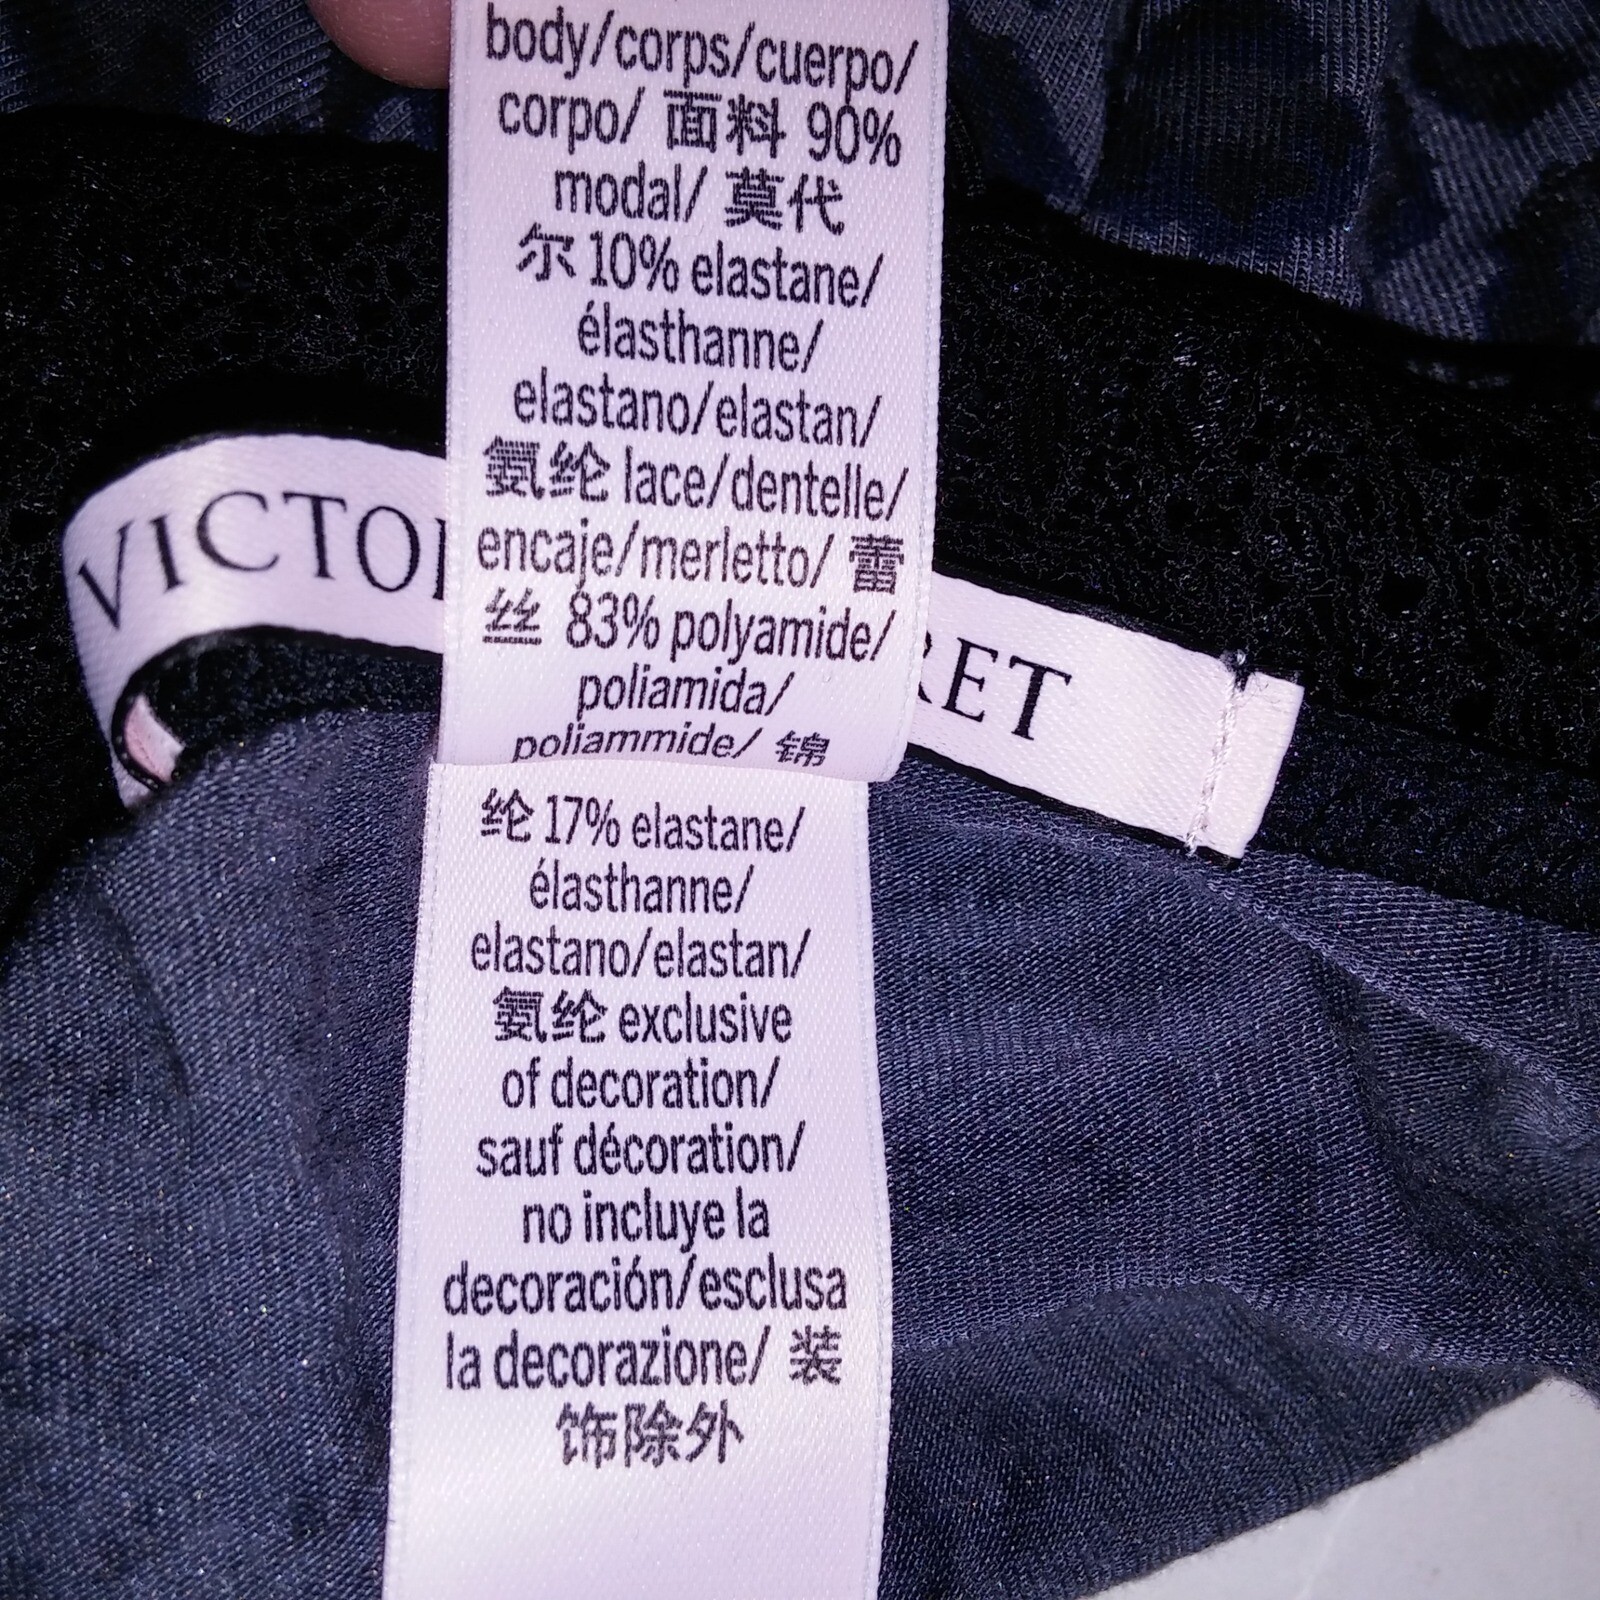 body/corps/cuerpo/
corpo/ 面料 90%
modal/ 莫代
尔 10% elastane/
élasthanne/
elastano/elastan/
氨纶 lace/dentelle/
encaje/merletto/ 蕾
丝 83% polyamide/
poliamida/
poliammide/ 锦
纶 17% elastane/
élasthanne/
elastano/elastan/
氨纶 exclusive
of decoration/
sauf décoration/
no incluye la
decoración/esclusa
la decorazione/ 装
饰除外
VICTOR
RET